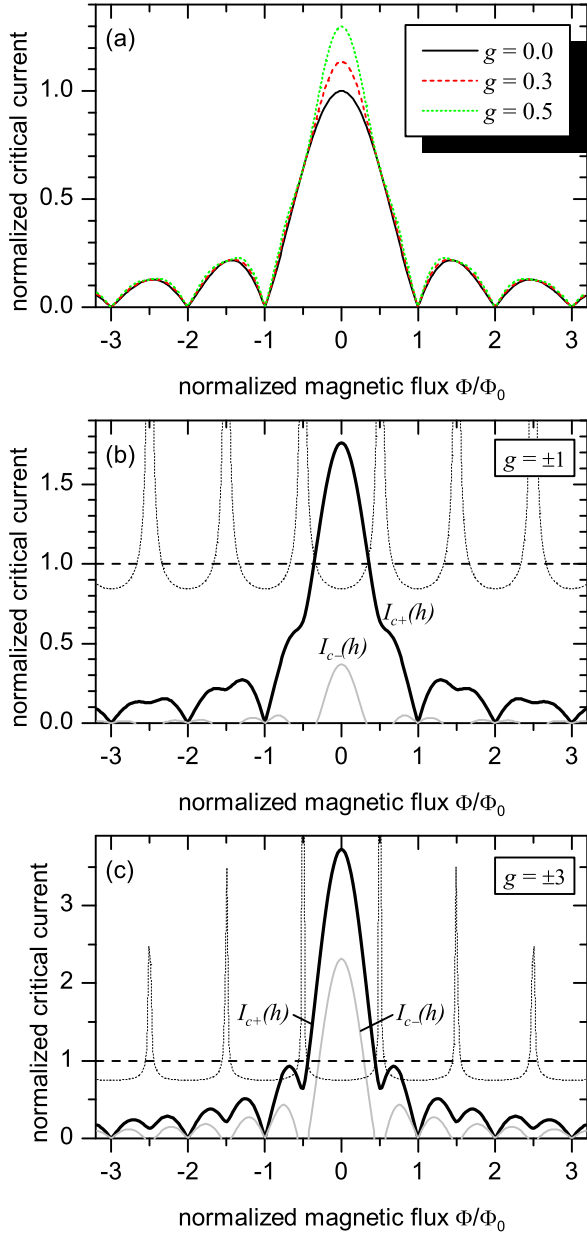 (a)
g = 0.0
g = 0.3
g = 0.5
normalized critical current
1.0
0.5
0.0
-3 -2 -1 0 1 2 3
normalized magnetic flux Φ/Φ0
(b)
g = ±1
normalized critical current
1.5
1.0
0.5
0.0
Ic+(h)
Ic–(h)
-3 -2 -1 0 1 2 3
normalized magnetic flux Φ/Φ0
(c)
g = ±3
normalized critical current
3
2
1
0
Ic+(h)
Ic–(h)
-3 -2 -1 0 1 2 3
normalized magnetic flux Φ/Φ0